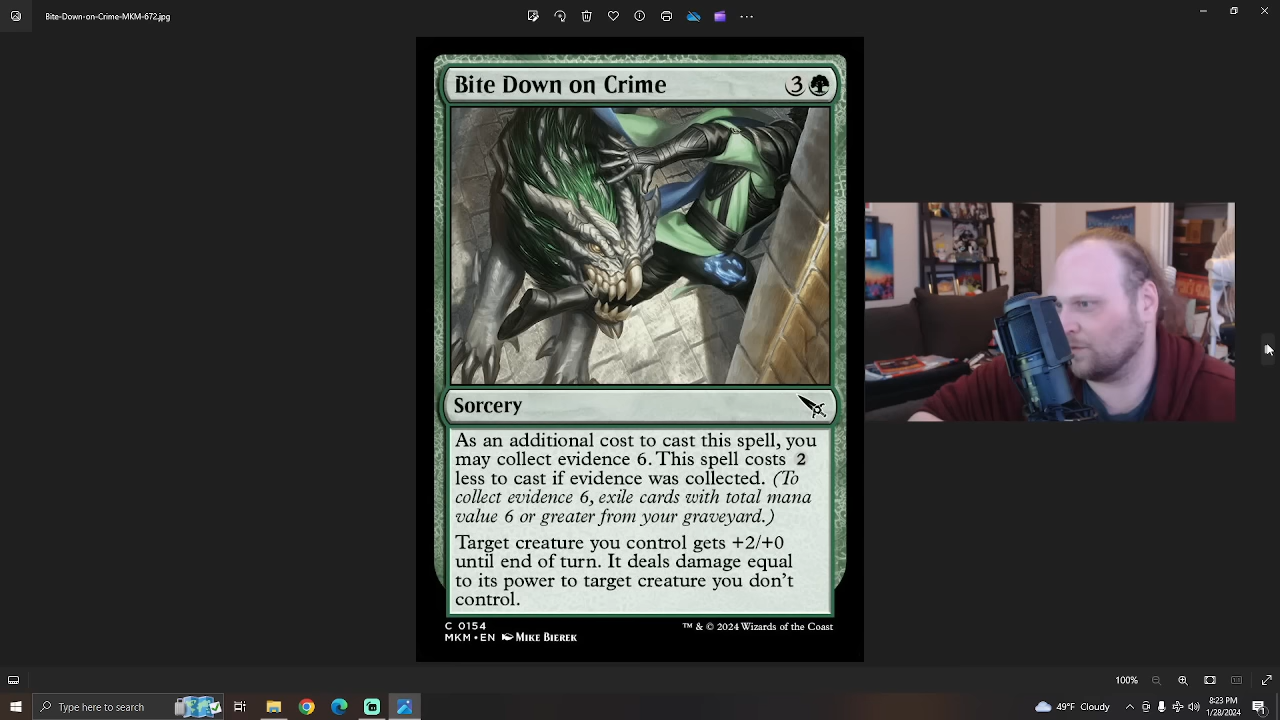 Bite-Down-on-Crime-MKM-672.jpg
Bite Down on Crime
3
Sorcery
As an additional cost to cast this spell, you
may collect evidence 6. This spell costs 2
less to cast if evidence was collected. (To
collect evidence 6, exile cards with total mana
value 6 or greater from your graveyard.)
Target creature you control gets +2/+0
until end of turn. It deals damage equal
to its power to target creature you don't
control.
C 0154
MKM • EN Mike Bierek
™ & © 2024 Wizards of the Coast
100%
Type here to search
49°F Cloudy
8:23 PM
1/28/2024